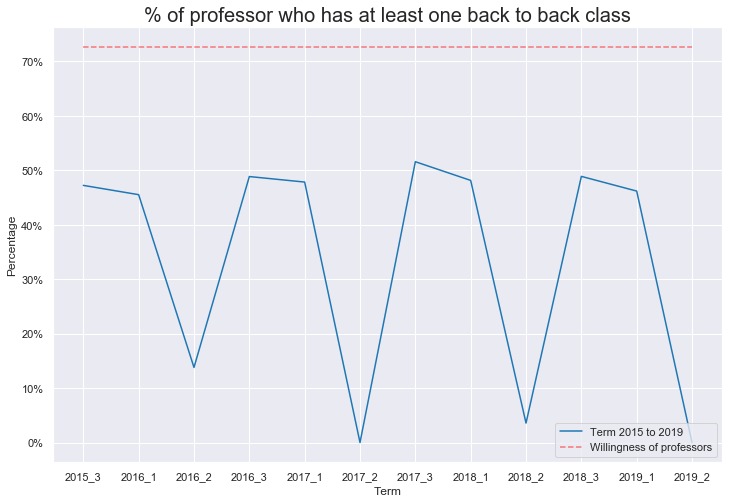 % of professor who has at least one back to back class
70%
60%
50%
40%
30%
20%
10%
0%
Percentage
2015_3 2016_1 2016_2 2016_3 2017_1 2017_2 2017_3 2018_1 2018_2 2018_3 2019_1 2019_2
Term
Term 2015 to 2019
Willingness of professors